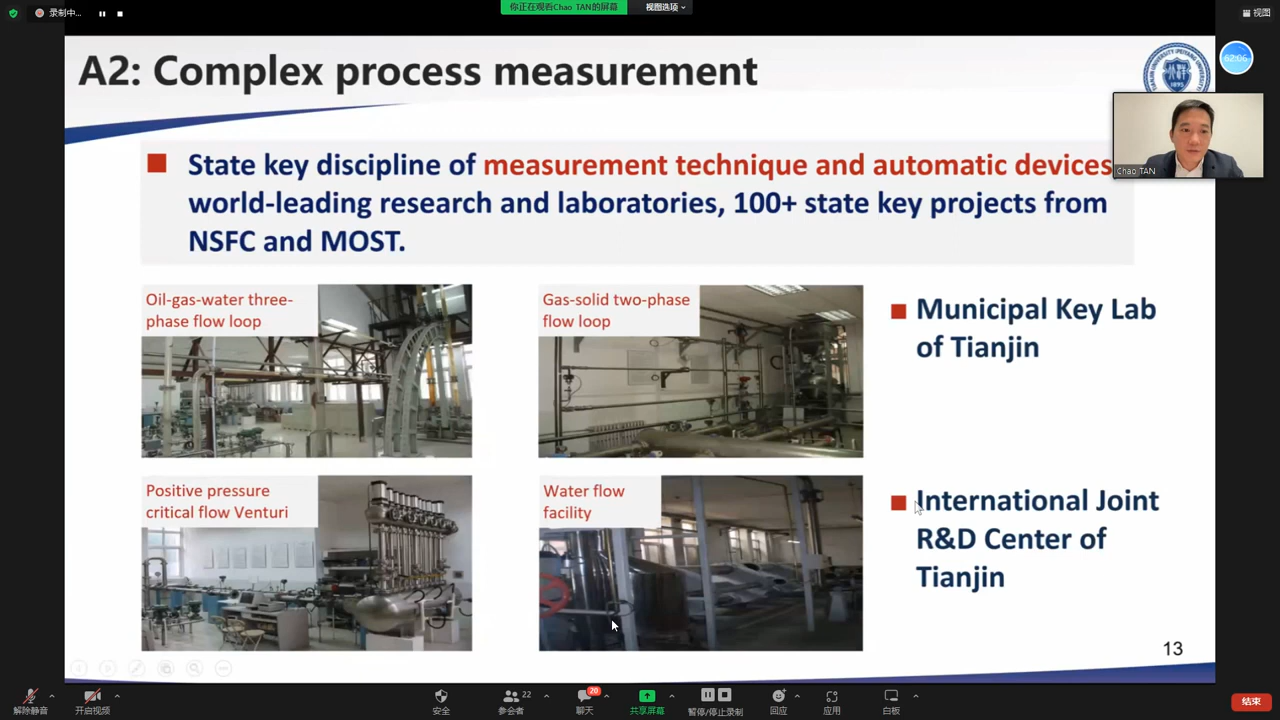 录制中...
你正在观看Chao TAN的屏幕
视图选项
视图
A2: Complex process measurement
62:06
Chao TAN
State key discipline of measurement technique and automatic devices
world-leading research and laboratories, 100+ state key projects from
NSFC and MOST.
Oil-gas-water three-
phase flow loop
Gas-solid two-phase
flow loop
Municipal Key Lab
of Tianjin
Positive pressure
critical flow Venturi
Water flow
facility
International Joint
R&D Center of
Tianjin
13
解除静音
开启视频
安全
22
参会者
20
聊天
共享屏幕
暂停/停止录制
回应
应用
白板
结束